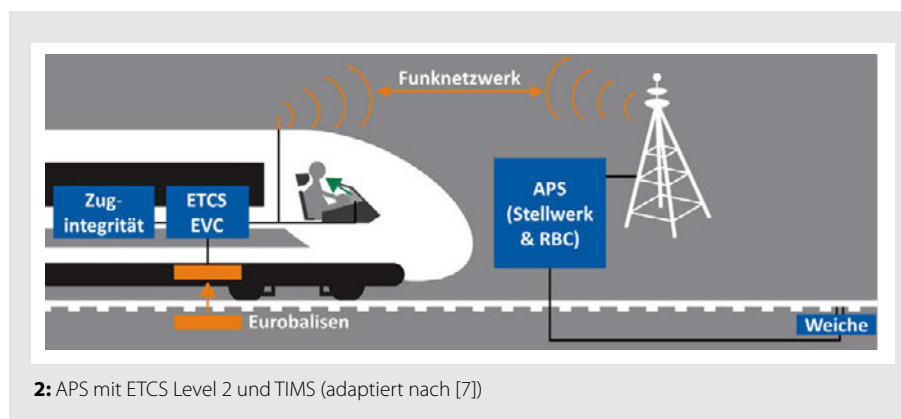 Funknetzwerk
Zug-
integrität
ETCS
EVC
APS
(Stellwerk
& RBC)
Eurobalisen
Weiche
2: APS mit ETCS Level 2 und TIMS (adaptiert nach [7])